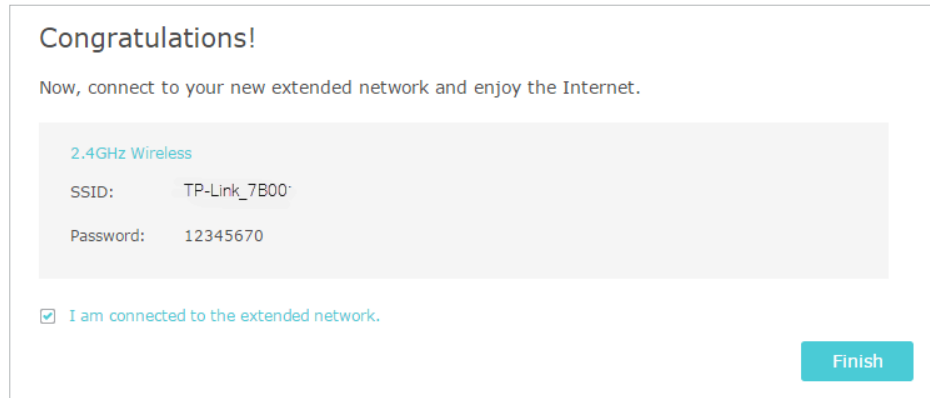 Congratulations!
Now, connect to your new extended network and enjoy the Internet.
2.4GHz Wireless
SSID: TP-Link_7B00
Password: 12345670
I am connected to the extended network.
Finish